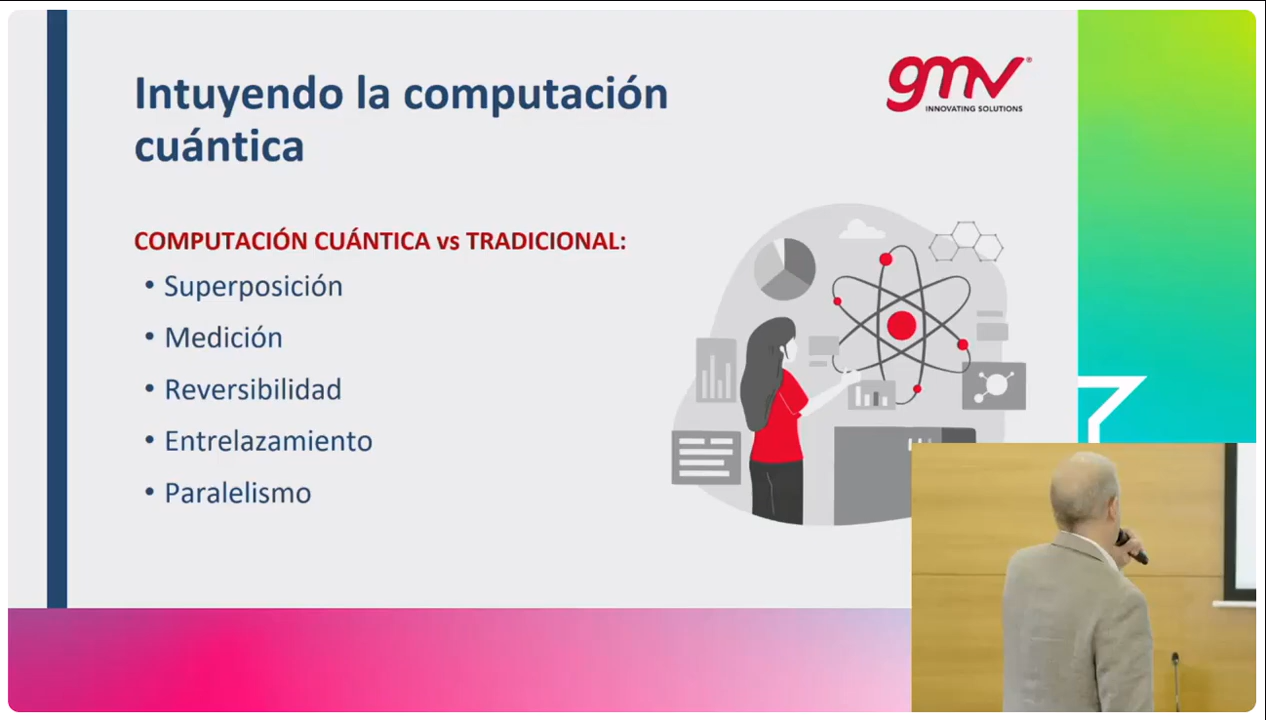 Intuyendo la computación
cuántica
gmv®
INNOVATING SOLUTIONS
COMPUTACIÓN CUÁNTICA vs TRADICIONAL:
• Superposición
• Medición
• Reversibilidad
• Entrelazamiento
• Paralelismo